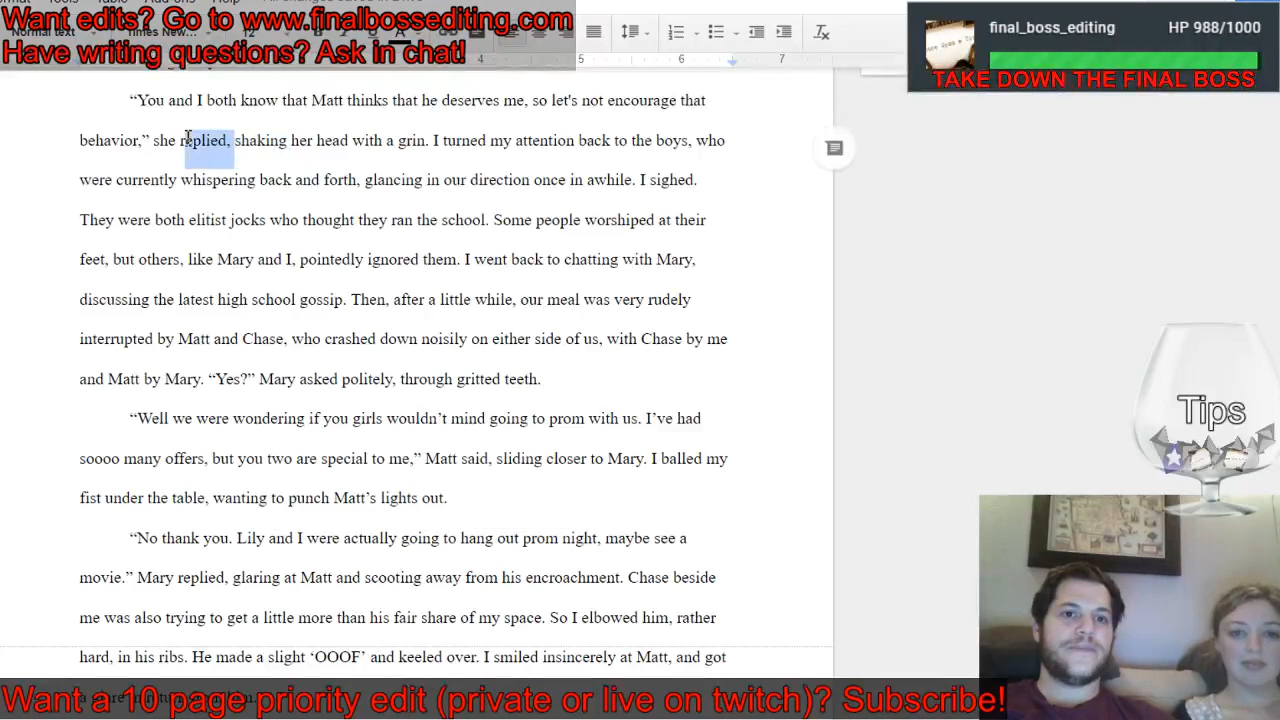 Want edits? Go to www.finalbossediting.com
Normal text
Times New...
12
Have writing questions? Ask in chat!
4 5 6 7
final_boss_editing HP 988/1000
TAKE DOWN THE FINAL BOSS
“You and I both know that Matt thinks that he deserves me, so let's not encourage that
behavior,” she replied, shaking her head with a grin. I turned my attention back to the boys, who
were currently whispering back and forth, glancing in our direction once in awhile. I sighed.
They were both elitist jocks who thought they ran the school. Some people worshiped at their
feet, but others, like Mary and I, pointedly ignored them. I went back to chatting with Mary,
discussing the latest high school gossip. Then, after a little while, our meal was very rudely
interrupted by Matt and Chase, who crashed down noisily on either side of us, with Chase by me
and Matt by Mary. “Yes?” Mary asked politely, through gritted teeth.
“Well we were wondering if you girls wouldn’t mind going to prom with us. I’ve had
soooo many offers, but you two are special to me,” Matt said, sliding closer to Mary. I balled my
fist under the table, wanting to punch Matt’s lights out.
“No thank you. Lily and I were actually going to hang out prom night, maybe see a
movie.” Mary replied, glaring at Matt and scooting away from his encroachment. Chase beside
me was also trying to get a little more than his fair share of my space. So I elbowed him, rather
hard, in his ribs. He made a slight ‘OOOF’ and keeled over. I smiled insincerely at Matt, and got
Tips
Want a 10 page priority edit (private or live on twitch)? Subscribe!